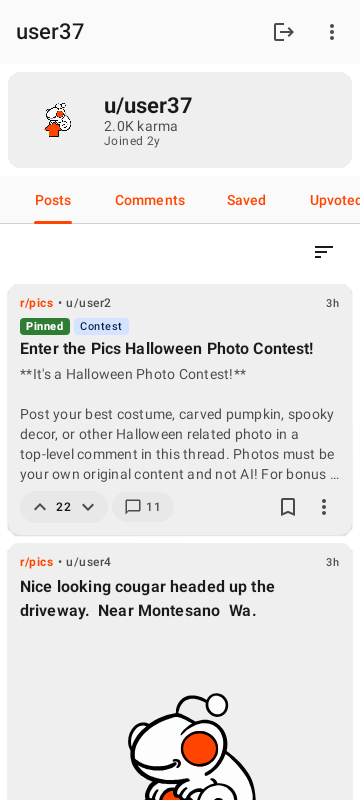 user37
u/user37
2.0K karma
Joined 2y
Posts
Comments
Saved
Upvoted
r/pics • u/user2
3h
Pinned
Contest
Enter the Pics Halloween Photo Contest!
**It's a Halloween Photo Contest!**
Post your best costume, carved pumpkin, spooky
decor, or other Halloween related photo in a
top-level comment in this thread. Photos must be
your own original content and not AI! For bonus …
22
11
r/pics • u/user4
3h
Nice looking cougar headed up the
driveway.  Near Montesano  Wa.